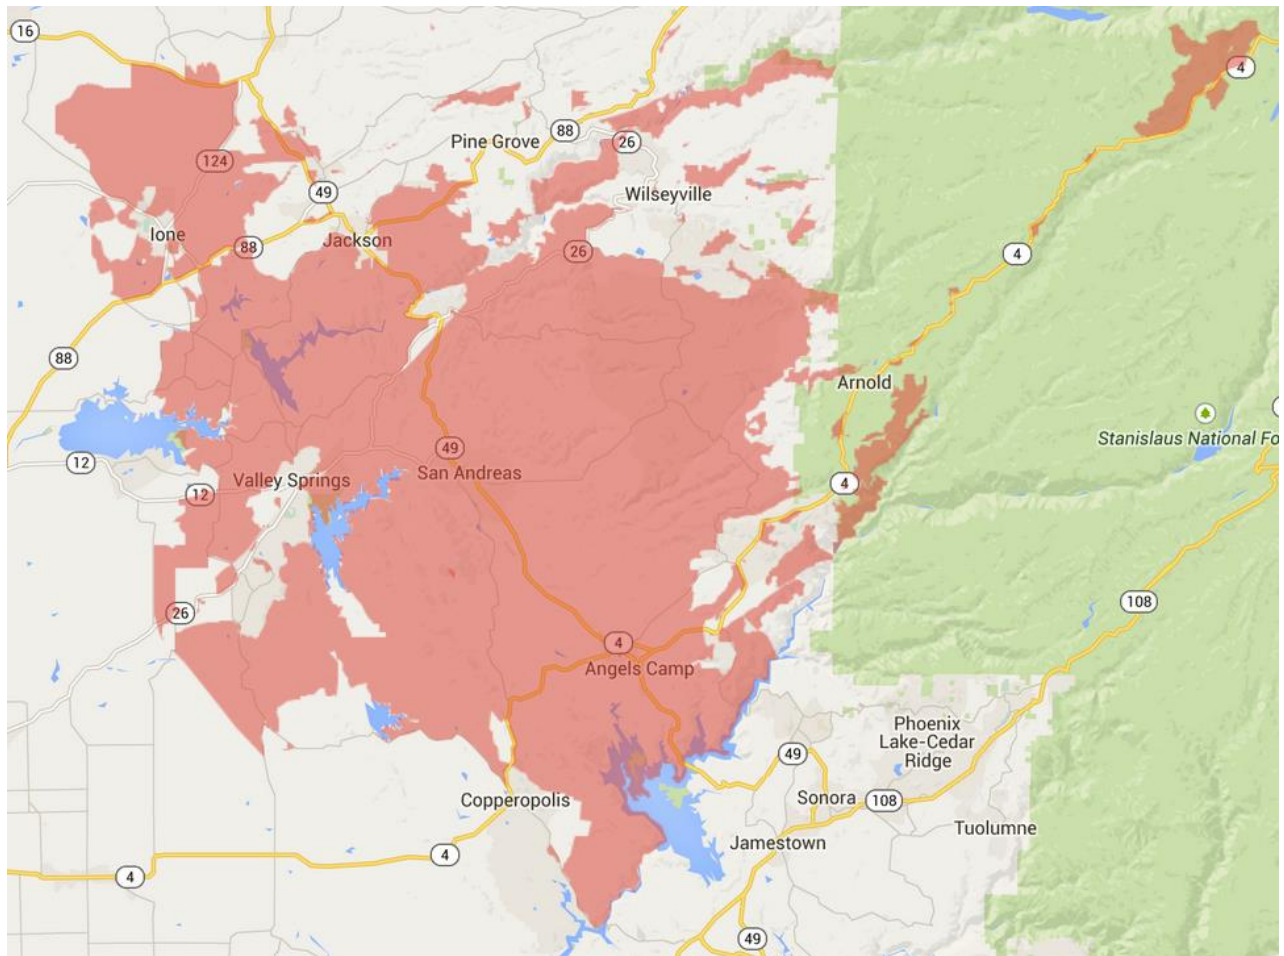 16
4
88
Pine Grove
26
124
49
Wilseyville
Ione
88
Jackson
26
4
88
Arnold
Stanislaus National Fo
49
12
Valley Springs
San Andreas
12
4
108
26
4
Angels Camp
Phoenix
Lake-Cedar
Ridge
49
Copperopolis
Sonora
108
Tuolumne
Jamestown
4
4
49